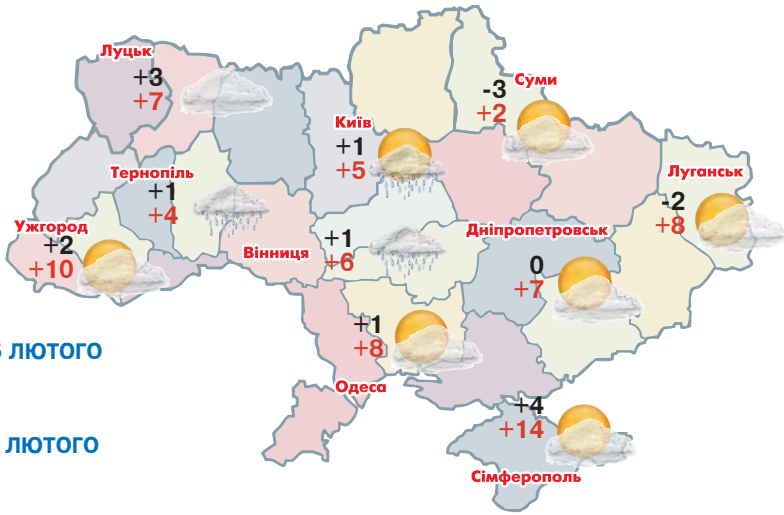 Луцьк
+3
+7
Суми
-3
+2
Київ
+1
+5
Тернопіль
+1
+4
Луганськ
-2
+8
Ужгород
+2
+10
Вінниця
+1
+6
Дніпропетровськ
0
+7
+1
+8
Одеса
ЛЮТОГО
+4
+14
Сімферополь
ЛЮТОГО